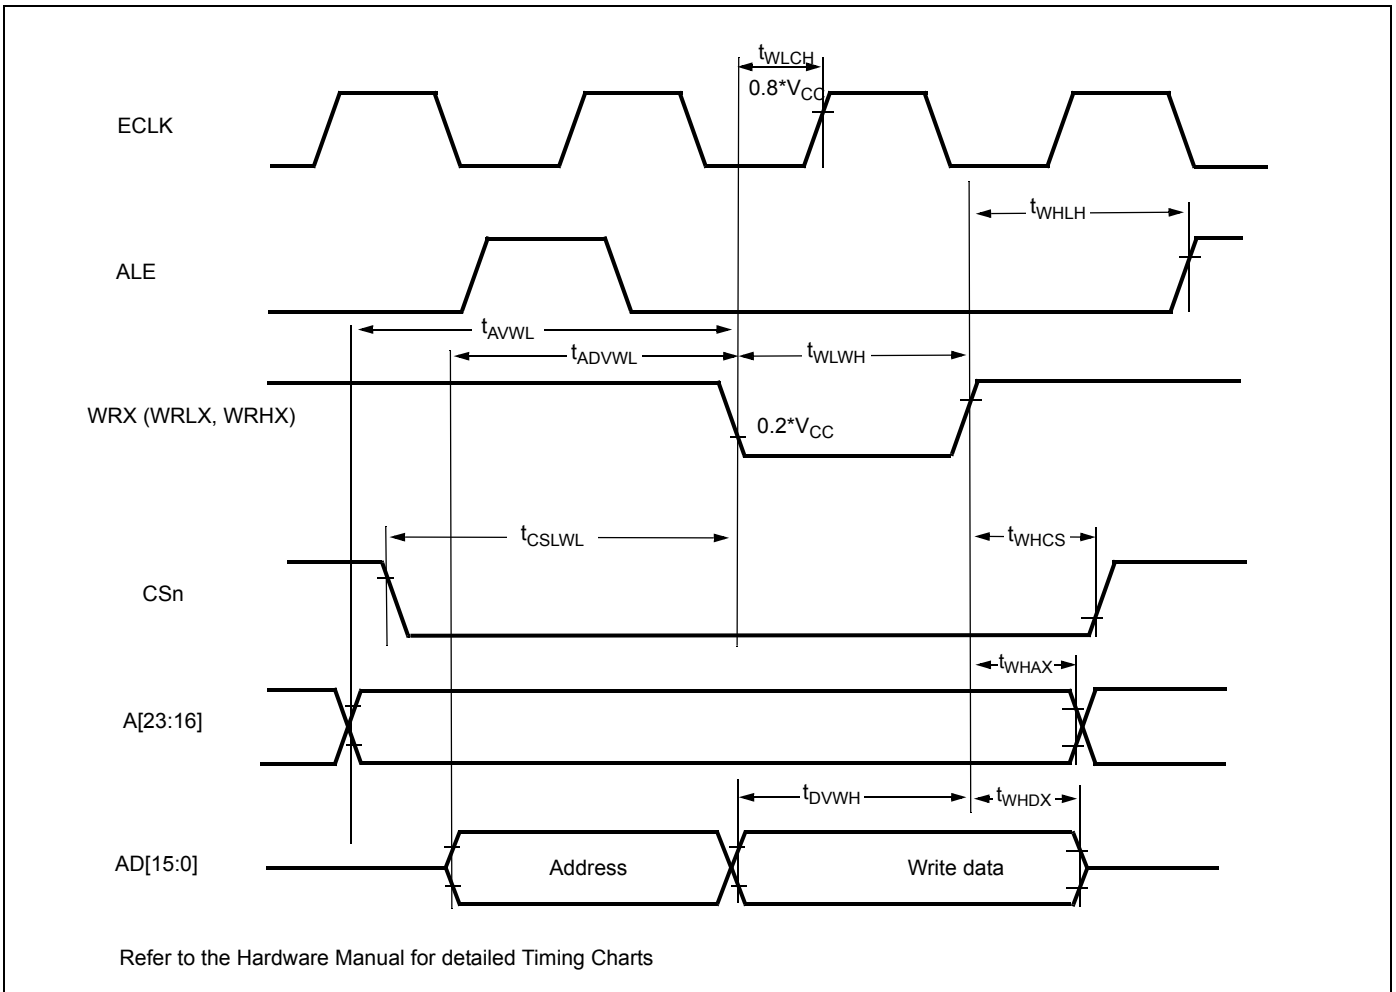 tWLCH
0.8*VCC
ECLK
tWHLH
ALE
tAVWL
tADVWL
tWLWH
WRX (WRLX, WRHX)
0.2*VCC
tCSLWL
tWHCS
CSn
tWHAX
A[23:16]
tDVWH
tWHDX
AD[15:0]
Address
Write data
Refer to the Hardware Manual for detailed Timing Charts